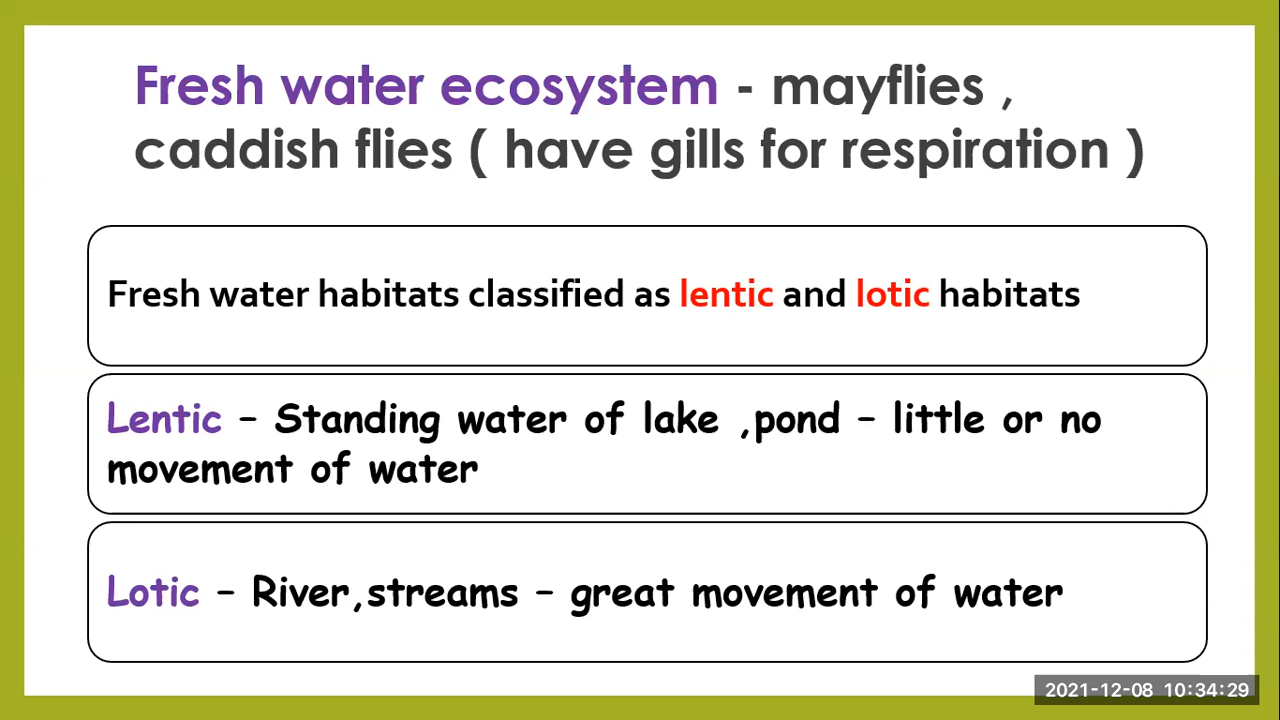 Fresh water ecosystem - mayflies ,
caddish flies ( have gills for respiration )
Fresh water habitats classified as lentic and lotic habitats
Lentic – Standing water of lake ,pond – little or no
movement of water
Lotic – River,streams – great movement of water
2021-12-08 10:34:29